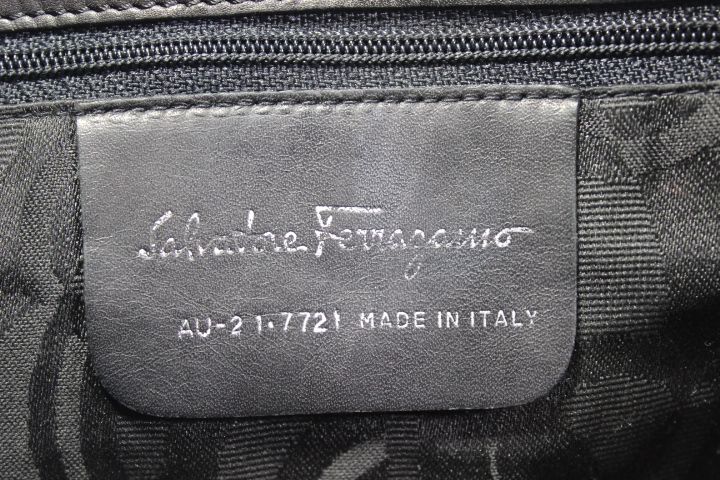 Salvatore Ferragamo
AU-21·7721 MADE IN ITALY